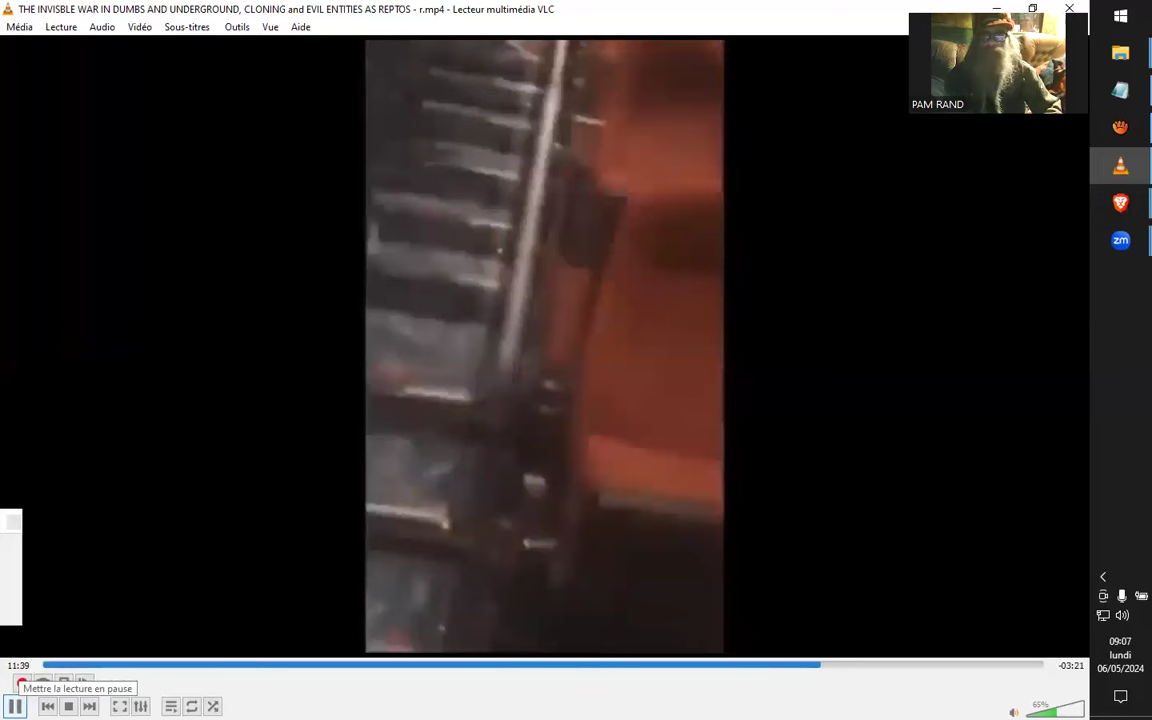 THE INVISBLE WAR IN DUMBS AND UNDERGROUND, CLONING and EVIL ENTITIES AS REPTOS - r.mp4 - Lecteur multimédia VLC
Média Lecture Audio Vidéo Sous-titres Outils Vue Aide
PAM RAND
zm
11:39
-03:21
Mettre la lecture en pause
65%
09:07
lundi
06/05/2024